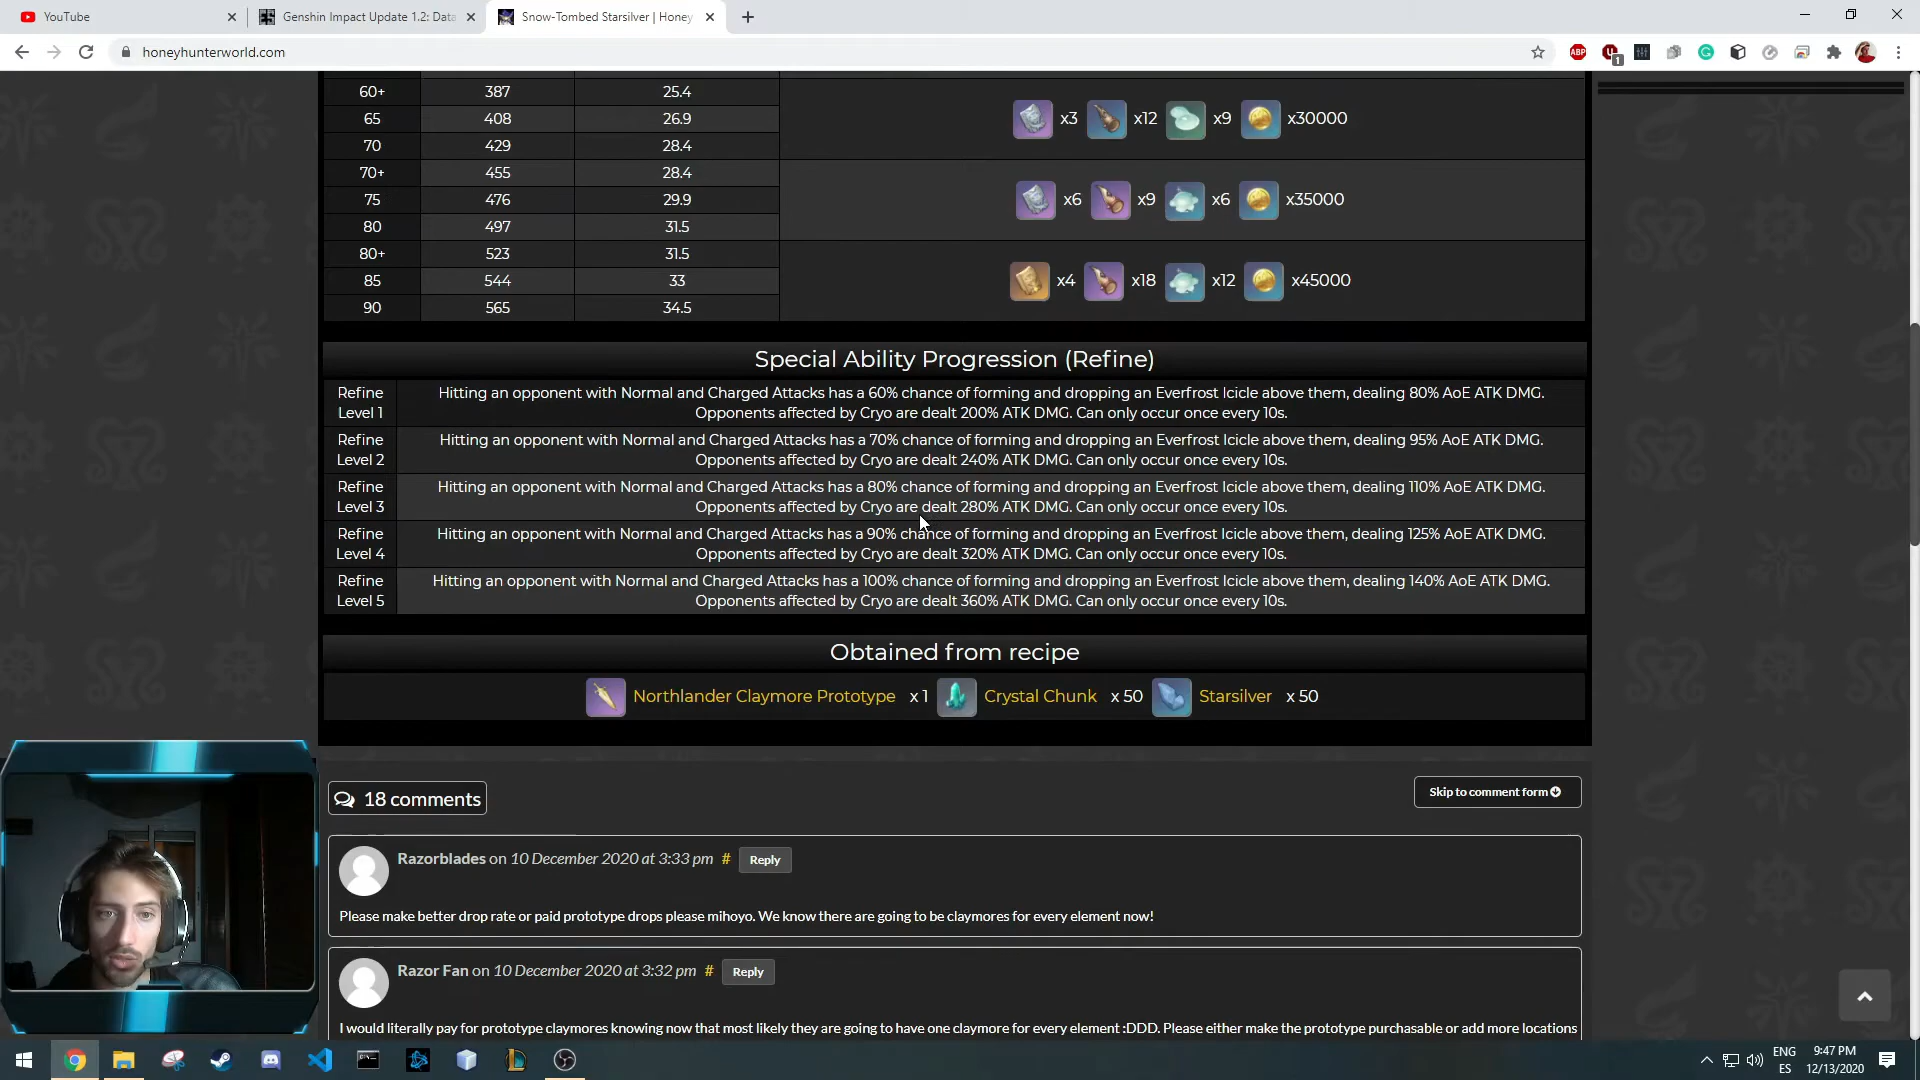 YouTube
Genshin Impact Update 1.2: Data
Snow-Tombed Starsilver | Honey
honeyhunterworld.com
1
60+ 387 25.4
65 408 26.9
x3 x12 x9 x30000
70 429 28.4
70+ 455 28.4
75 476 29.9
x6 x9 x6 x35000
80 497 31.5
80+ 523 31.5
85 544 33
x4 x18 x12 x45000
90 565 34.5
Special Ability Progression (Refine)
Refine Level 1
Hitting an opponent with Normal and Charged Attacks has a 60% chance of forming and dropping an Everfrost Icicle above them, dealing 80% AoE ATK DMG.
Opponents affected by Cryo are dealt 200% ATK DMG. Can only occur once every 10s.
Refine Level 2
Hitting an opponent with Normal and Charged Attacks has a 70% chance of forming and dropping an Everfrost Icicle above them, dealing 95% AoE ATK DMG.
Opponents affected by Cryo are dealt 240% ATK DMG. Can only occur once every 10s.
Refine Level 3
Hitting an opponent with Normal and Charged Attacks has a 80% chance of forming and dropping an Everfrost Icicle above them, dealing 110% AoE ATK DMG.
Opponents affected by Cryo are dealt 280% ATK DMG. Can only occur once every 10s.
Refine Level 4
Hitting an opponent with Normal and Charged Attacks has a 90% chance of forming and dropping an Everfrost Icicle above them, dealing 125% AoE ATK DMG.
Opponents affected by Cryo are dealt 320% ATK DMG. Can only occur once every 10s.
Refine Level 5
Hitting an opponent with Normal and Charged Attacks has a 100% chance of forming and dropping an Everfrost Icicle above them, dealing 140% AoE ATK DMG.
Opponents affected by Cryo are dealt 360% ATK DMG. Can only occur once every 10s.
Obtained from recipe
Northlander Claymore Prototype x 1 Crystal Chunk x 50 Starsilver x 50
18 comments
Skip to comment form
Razorblades on 10 December 2020 at 3:33 pm # Reply
Please make better drop rate or paid prototype drops please mihoyo. We know there are going to be claymores for every element now!
Razor Fan on 10 December 2020 at 3:32 pm # Reply
I would literally pay for prototype claymores knowing now that most likely they are going to have one claymore for every element :DDD. Please either make the prototype purchasable or add more locations
ENG
ES
9:47 PM
12/13/2020